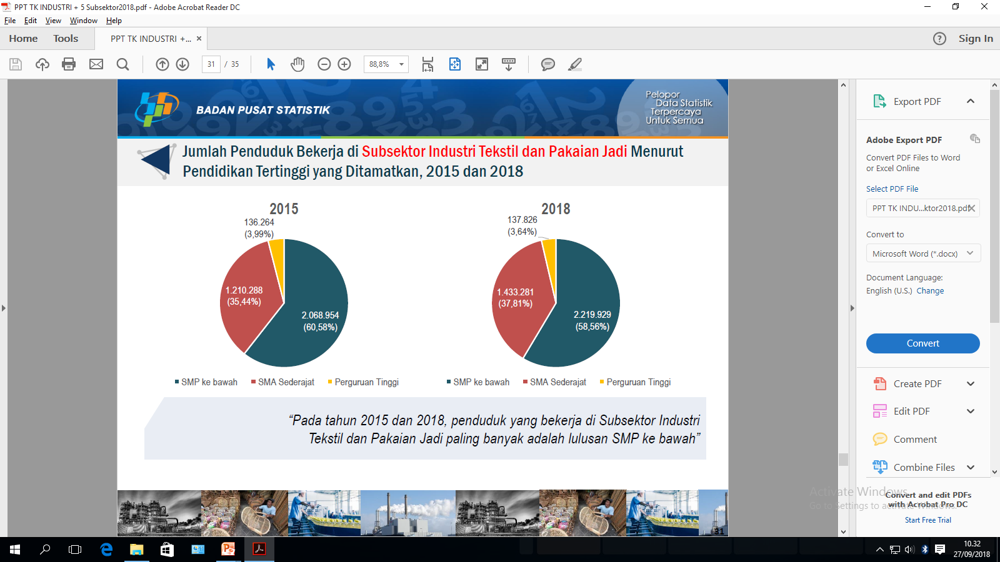 PPT TK INDUSTRI + 5 Subsektor2018.pdf - Adobe Acrobat Reader DC
File Edit View Window Help
Home Tools PPT TK INDUSTRI +... × Sign In
31 / 35 88,8%
BADAN PUSAT STATISTIK
Pelopor
Data Statistik
Terpercaya
Untuk Semua
Jumlah Penduduk Bekerja di Subsektor Industri Tekstil dan Pakaian Jadi Menurut
Pendidikan Tertinggi yang Ditamatkan, 2015 dan 2018
2015
136.264
(3,99%)
1.210.288
(35,44%)
2.068.954
(60,58%)
SMP ke bawah SMA Sederajat Perguruan Tinggi
2018
137.826
(3,64%)
1.433.281
(37,81%)
2.219.929
(58,56%)
SMP ke bawah SMA Sederajat Perguruan Tinggi
“Pada tahun 2015 dan 2018, penduduk yang bekerja di Subsektor Industri
Tekstil dan Pakaian Jadi paling banyak adalah lulusan SMP ke bawah”
31
Export PDF
Adobe Export PDF
Convert PDF Files to Word
or Excel Online
Select PDF File
PPT TK INDU...ktor2018.pdf
Convert to
Microsoft Word (*.docx)
Document Language:
English (U.S.) Change
Convert
Create PDF
Edit PDF
Comment
Combine Files
Activate Windows
Go to Settings to activate Windows.
Convert and edit PDFs
with Acrobat Pro DC
Start Free Trial
10.32
27/09/2018